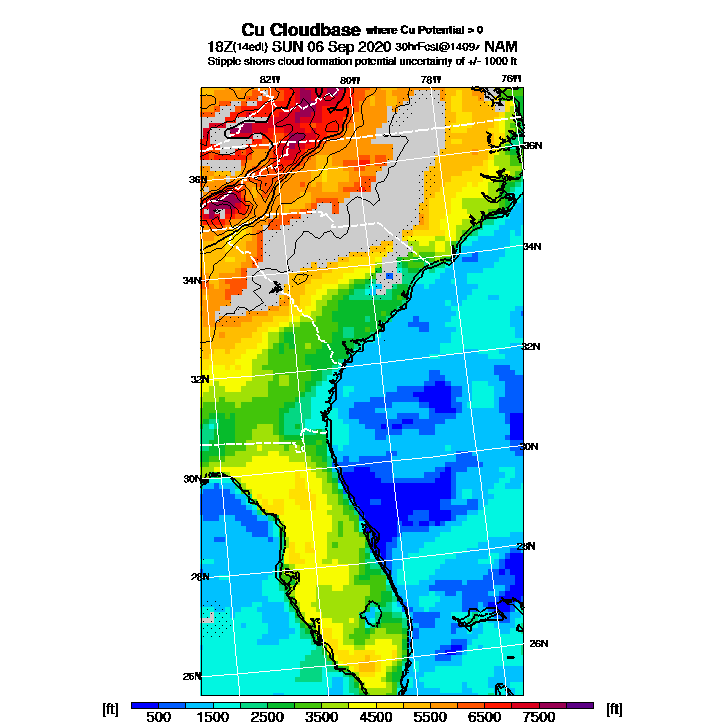 Cu Cloudbase where Cu Potential > 0
18Z(14edt) SUN 06 Sep 2020 30hrFcst@1409z NAM
Stipple shows cloud formation potential uncertainty of +/- 1000 ft
82W 80W 78W 76W
36N
36N
34N
34N
32N
32N
30N
30N
28N
28N
26N
26N
[ft] [ft]
500 1500 2500 3500 4500 5500 6500 7500